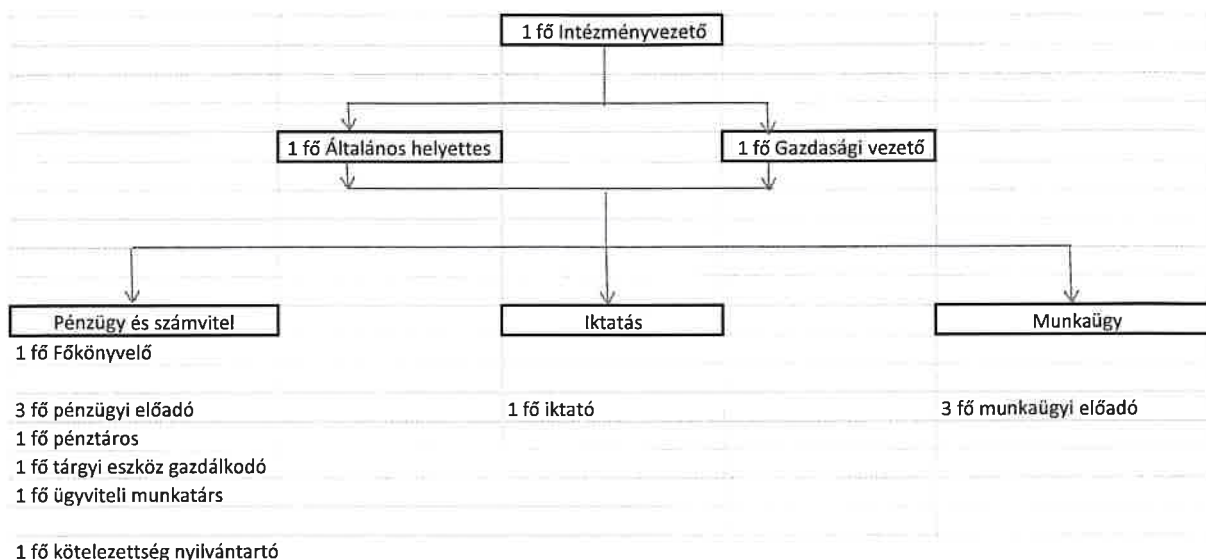 1 fő Intézményvezető
1 fő Általános helyettes
1 fő Gazdasági vezető
Pénzügy és számvitel
Iktatás
Munkaügy
1 fő Főkönyvelő
3 fő pénzügyi előadó
1 fő iktató
3 fő munkaügyi előadó
1 fő pénztáros
1 fő tárgyi eszköz gazdálkodó
1 fő ügyviteli munkatárs
1 fő kötelezettség nyilvántartó